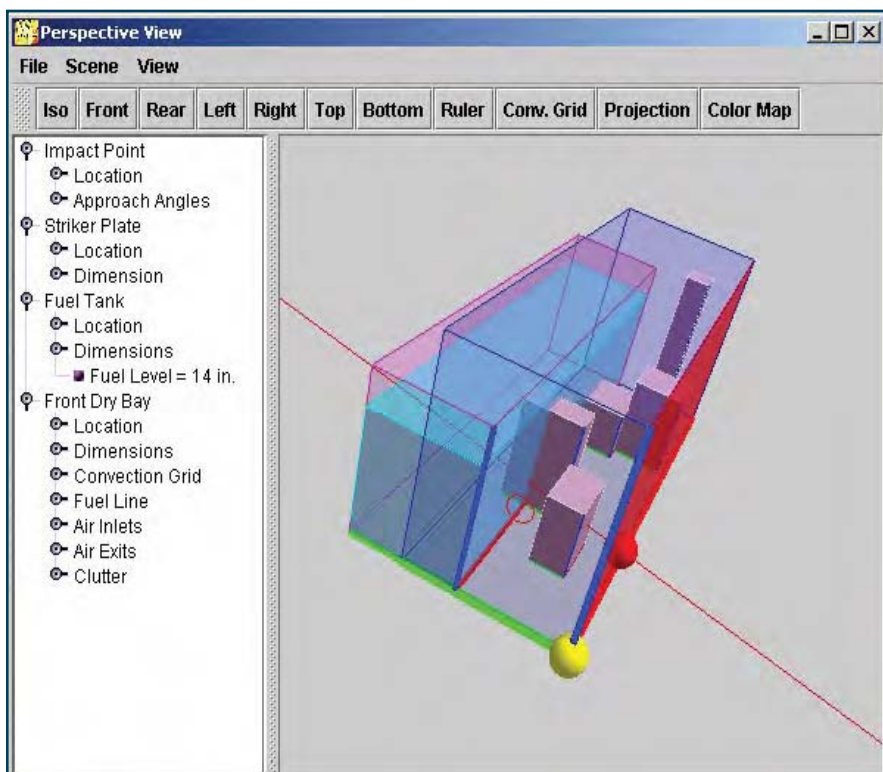 Perspective View
File Scene View
Iso Front Rear Left Right Top Bottom Ruler Conv. Grid Projection Color Map
Impact Point
Location
Approach Angles
Striker Plate
Location
Dimension
Fuel Tank
Location
Dimensions
Fuel Level = 14 in.
Front Dry Bay
Location
Dimensions
Convection Grid
Fuel Line
Air Inlets
Air Exits
Clutter